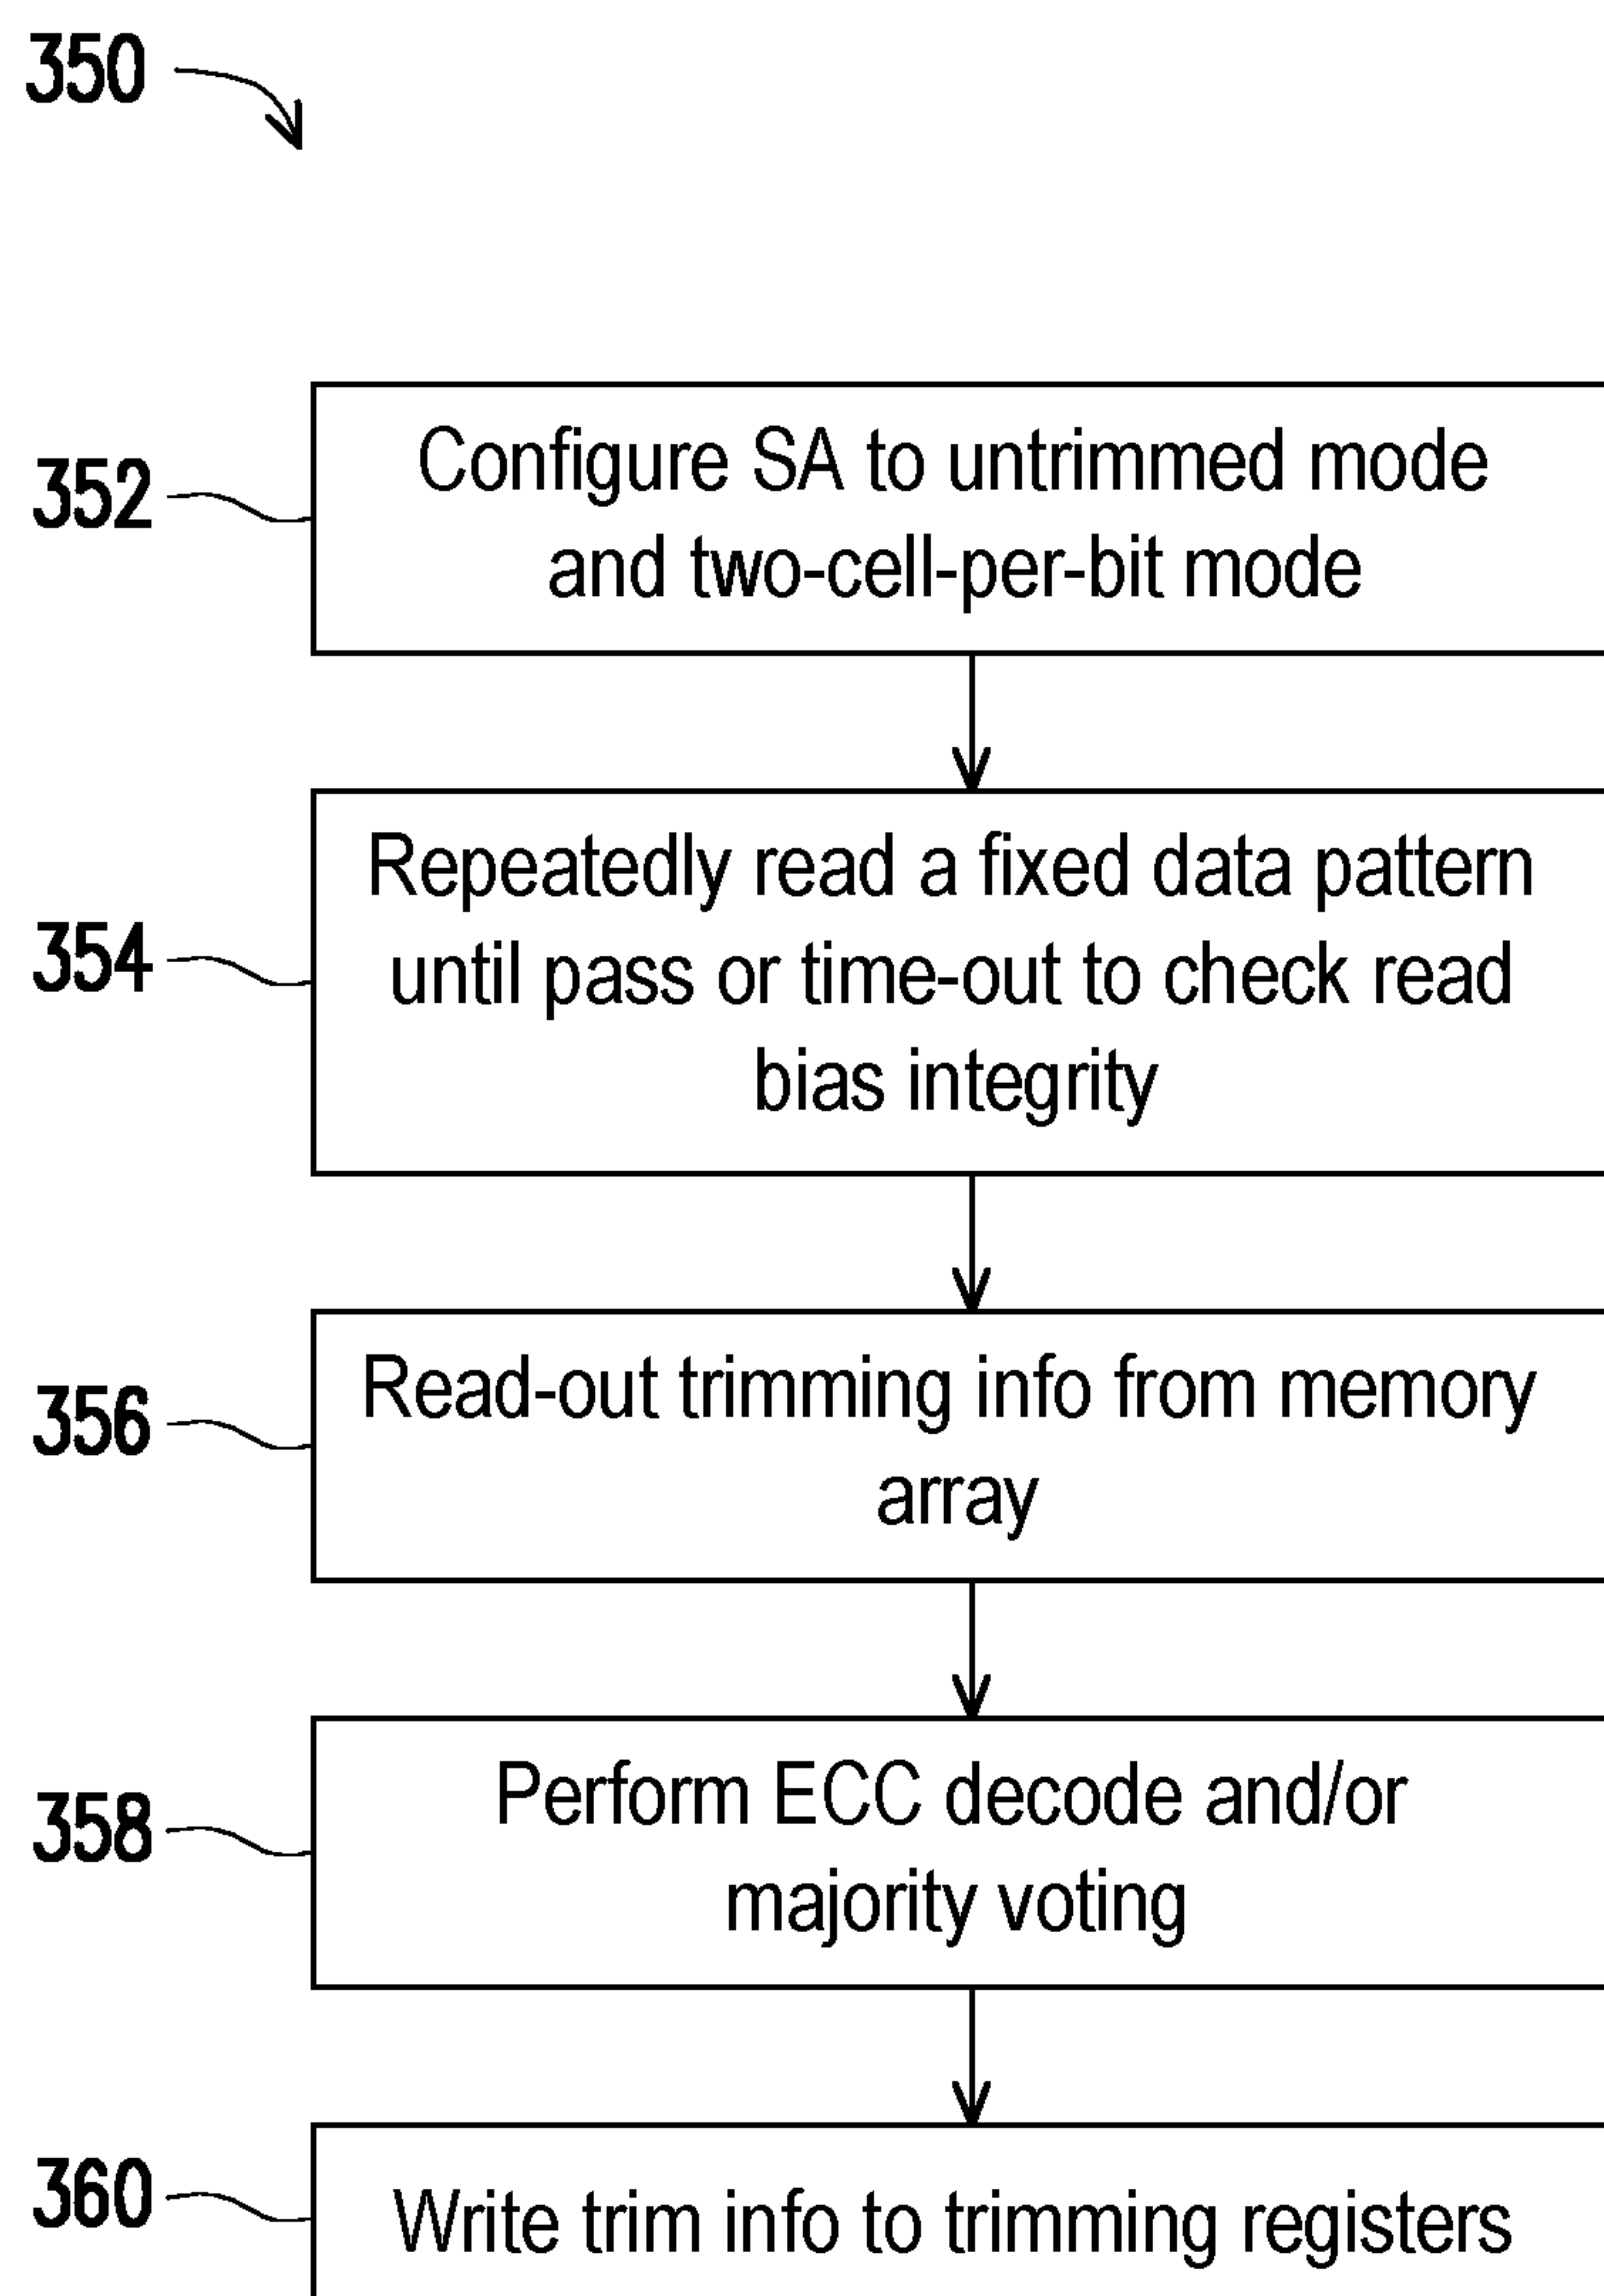 350
352
Configure SA to untrimmed mode
and two-cell-per-bit mode
354
Repeatedly read a fixed data pattern
until pass or time-out to check read
bias integrity
356
Read-out trimming info from memory
array
358
Perform ECC decode and/or
majority voting
360
Write trim info to trimming registers